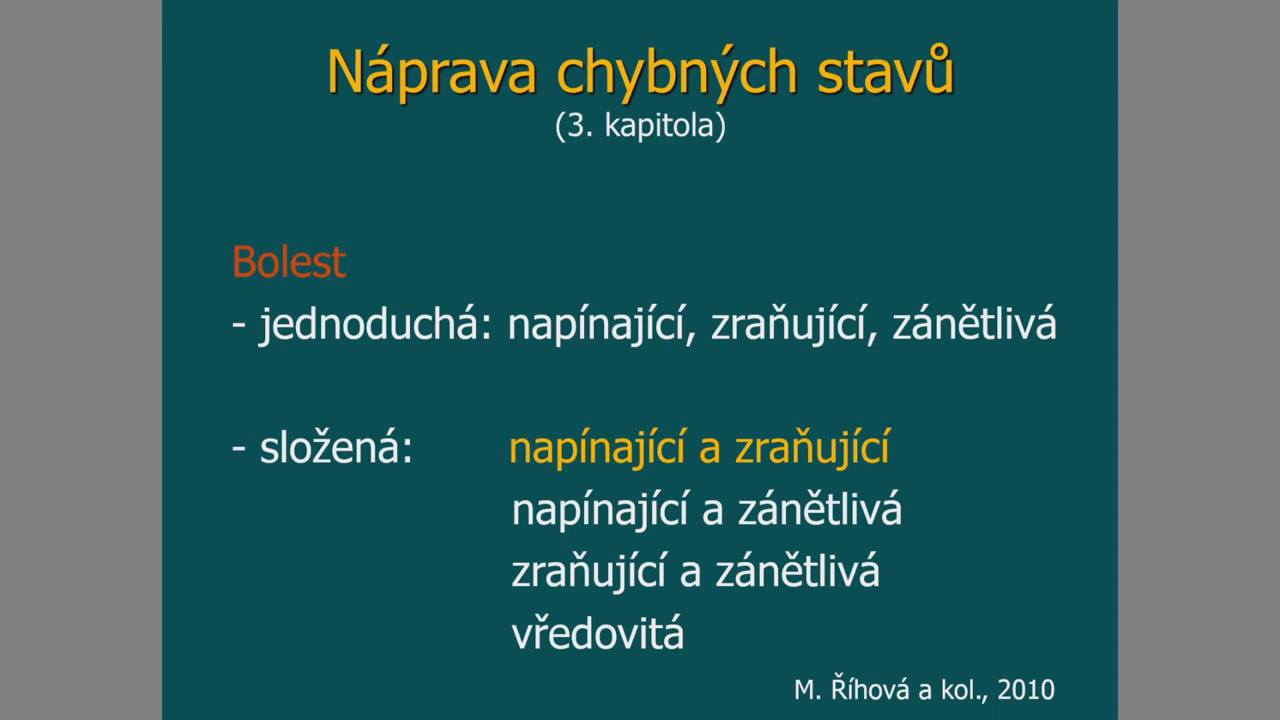 Náprava chybných stavů
(3. kapitola)
Bolest
- jednoduchá: napínající, zraňující, zánětlivá
- složená: napínající a zraňující
napínající a zánětlivá
zraňující a zánětlivá
vředovitá
M. Říhová a kol., 2010